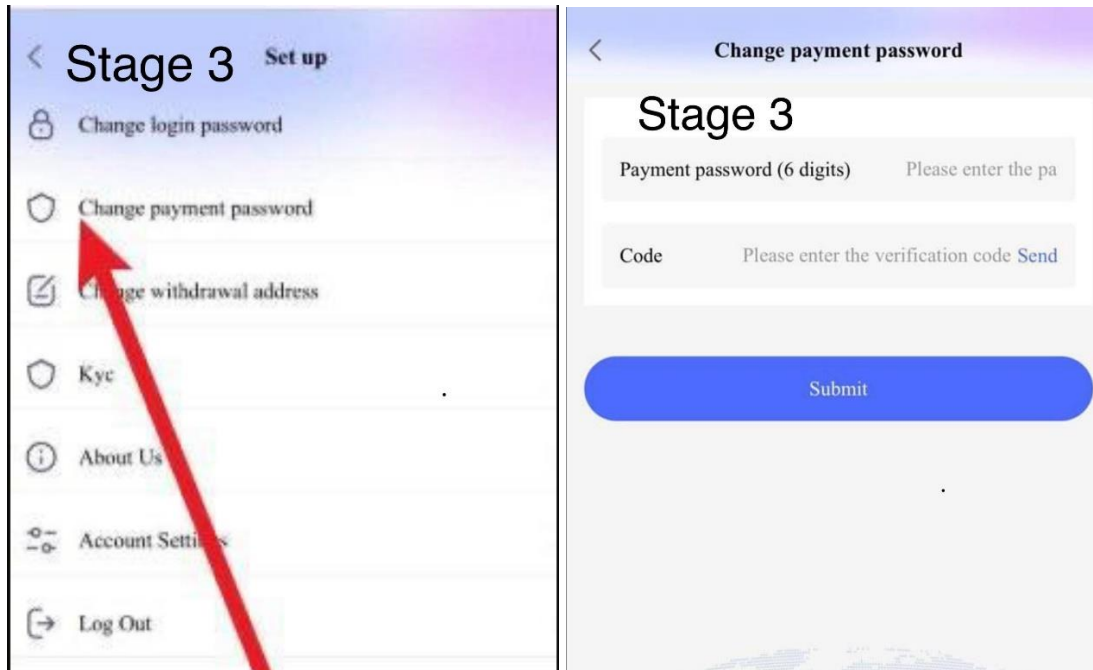 Stage 3
Set up
Change login password
Change payment password
Change withdrawal address
Kyc
About Us
Account Settings
Log Out
Change payment password
Stage 3
Payment password (6 digits) Please enter the pa
Code Please enter the verification code Send
Submit